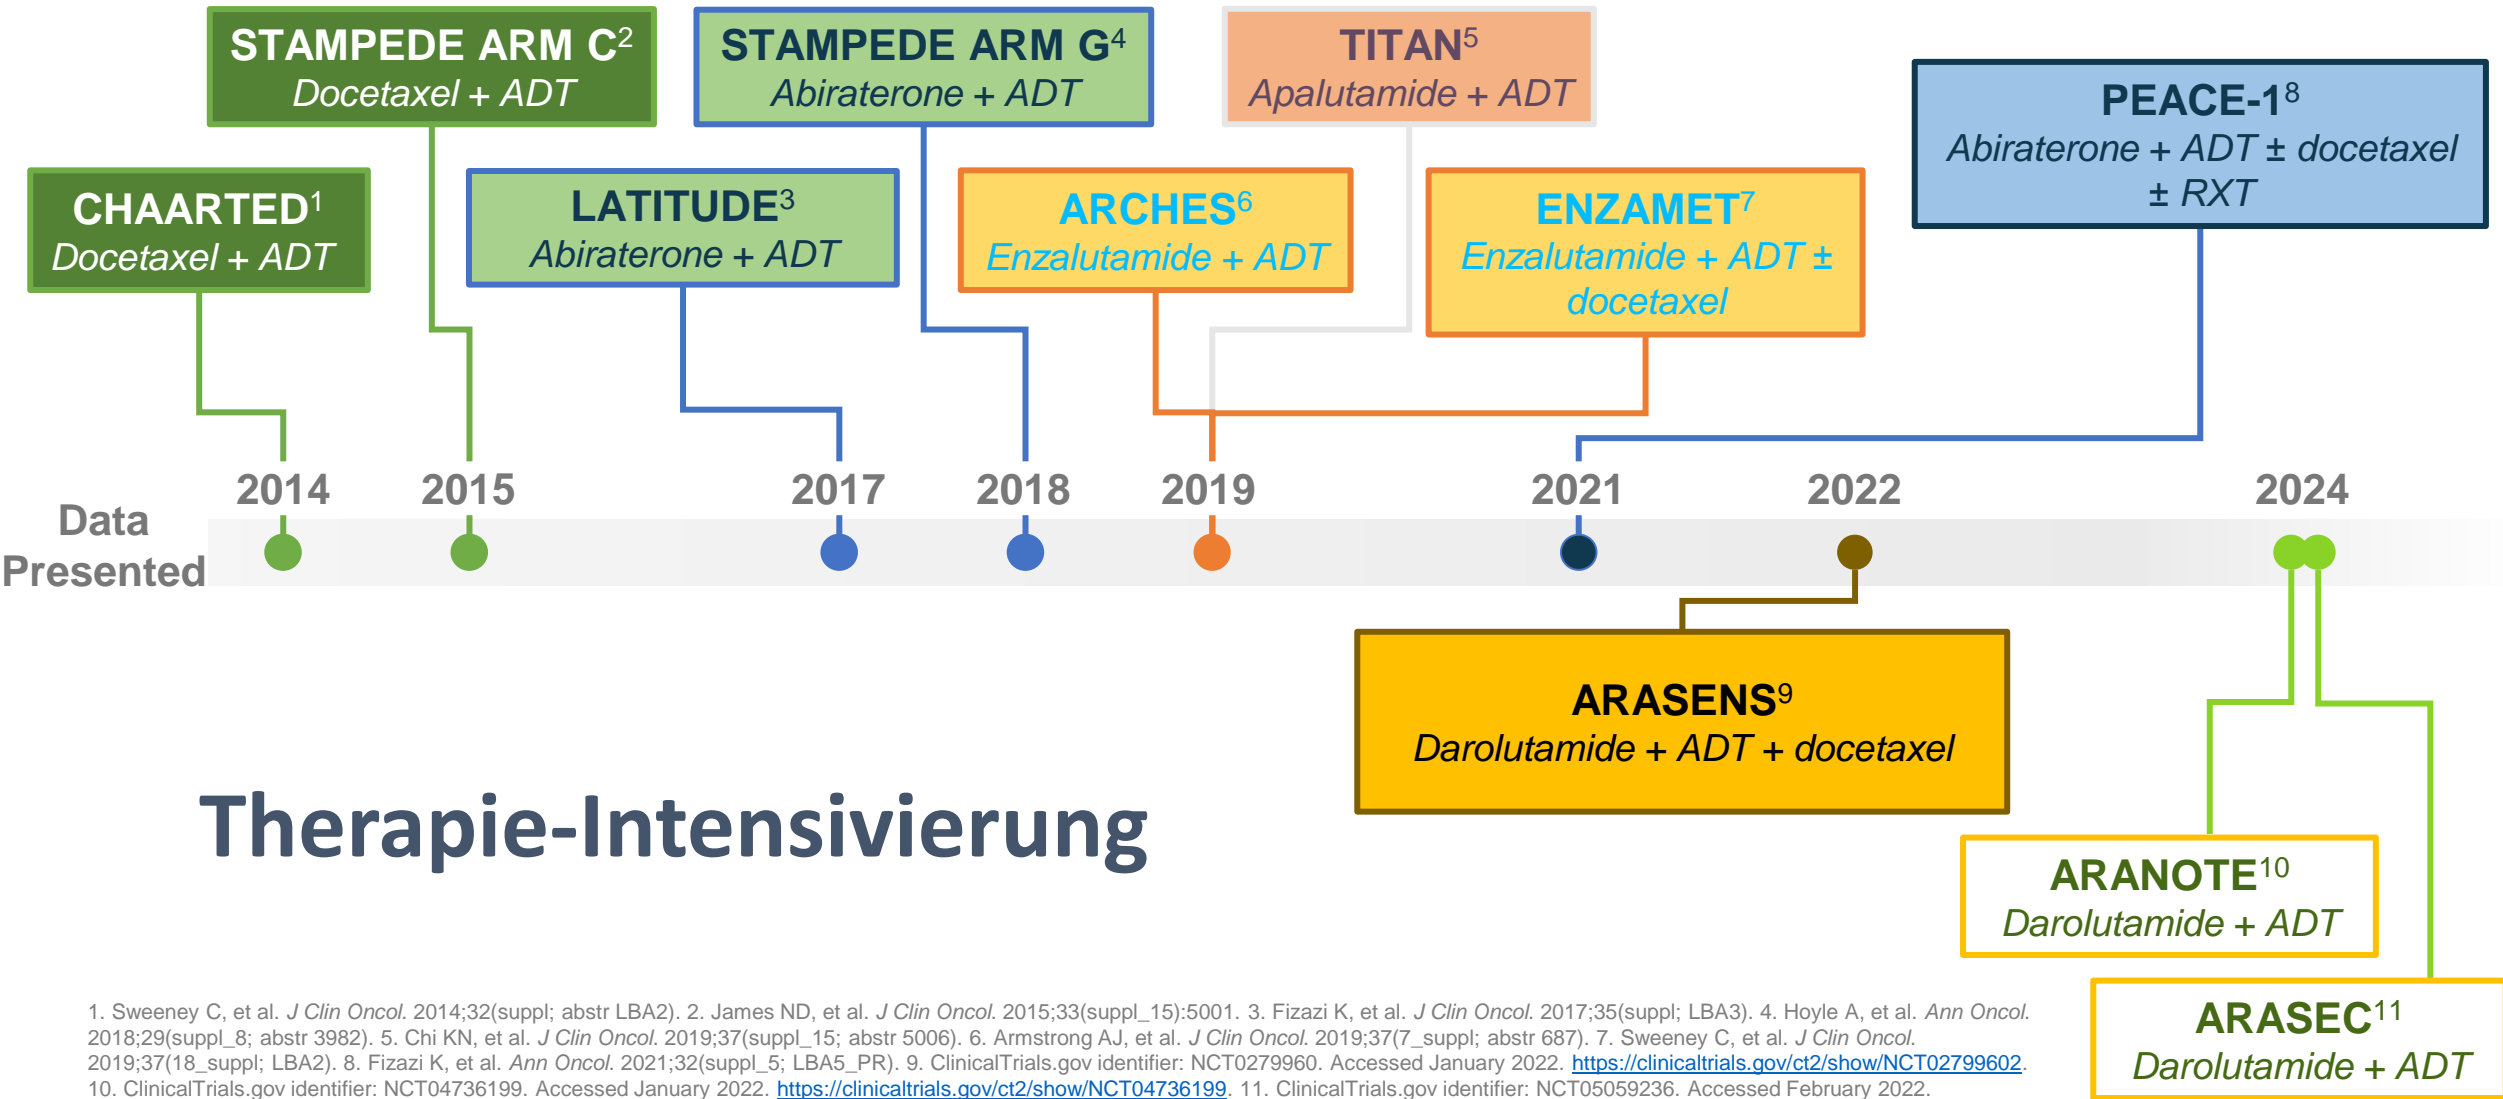 STAMPEDE ARM C2
Docetaxel + ADT
STAMPEDE ARM G4
Abiraterone + ADT
TITAN5
Apalutamide + ADT
PEACE-18
Abiraterone + ADT ± docetaxel
± RXT
CHAARTED1
Docetaxel + ADT
LATITUDE3
Abiraterone + ADT
ARCHES6
Enzalutamide + ADT
ENZAMET7
Enzalutamide + ADT ±
docetaxel
2014
2015
2017
2018
2019
2021
2022
2024
Data
Presented
ARASENS9
Darolutamide + ADT + docetaxel
Therapie-Intensivierung
ARANOTE10
Darolutamide + ADT
ARASEC11
Darolutamide + ADT
1. Sweeney C, et al. J Clin Oncol. 2014;32(suppl; abstr LBA2). 2. James ND, et al. J Clin Oncol. 2015;33(suppl_15):5001. 3. Fizazi K, et al. J Clin Oncol. 2017;35(suppl; LBA3). 4. Hoyle A, et al. Ann Oncol.
2018;29(suppl_8; abstr 3982). 5. Chi KN, et al. J Clin Oncol. 2019;37(suppl_15; abstr 5006). 6. Armstrong AJ, et al. J Clin Oncol. 2019;37(7_suppl; abstr 687). 7. Sweeney C, et al. J Clin Oncol.
2019;37(18_suppl; LBA2). 8. Fizazi K, et al. Ann Oncol. 2021;32(suppl_5; LBA5_PR). 9. ClinicalTrials.gov identifier: NCT0279960. Accessed January 2022. https://clinicaltrials.gov/ct2/show/NCT02799602.
10. ClinicalTrials.gov identifier: NCT04736199. Accessed January 2022. https://clinicaltrials.gov/ct2/show/NCT04736199. 11. ClinicalTrials.gov identifier: NCT05059236. Accessed February 2022.